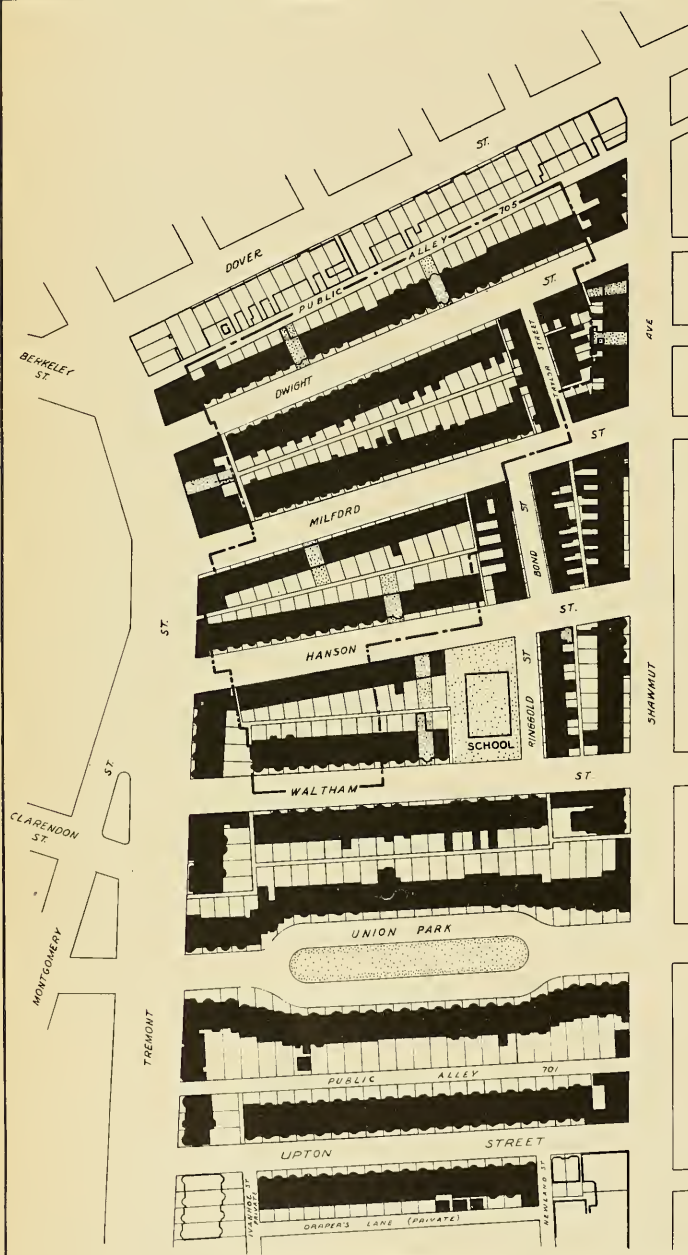 ST.
DOVER
PUBLIC ALLEY 705
BERKELEY
ST.
ST.
DWIGHT
TAYLOR STREET
AVE
ST
MILFORD
BOND ST
ST.
ST.
HANSON
RINGGOLD ST
SHAWMUT
SCHOOL
ST.
WALTHAM
ST.
CLARENDON
ST.
MONTGOMERY
UNION PARK
TREMONT
PUBLIC ALLEY 701
UPTON STREET
IVANHOE ST
PRIVATE
NEWLAND ST
DRAPER'S LANE (PRIVATE)